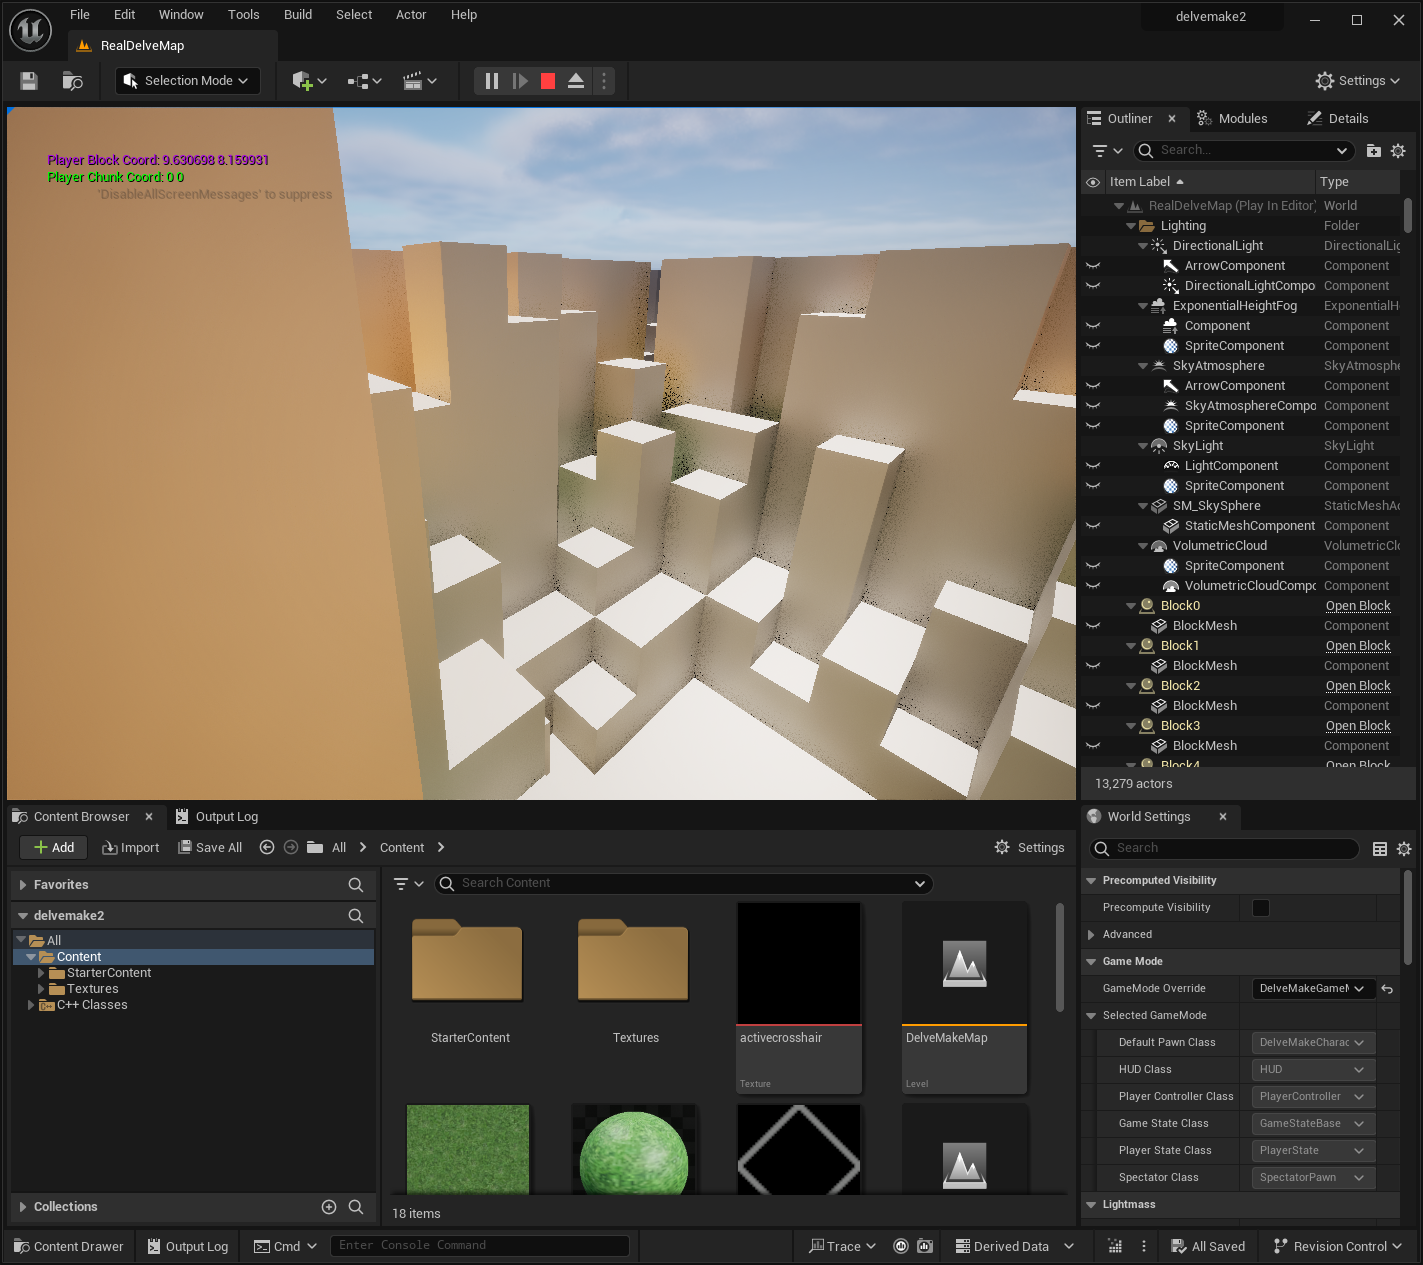 File Edit Window Tools Build Select Actor Help
delvemake2
RealDelveMap
Selection Mode
Settings
Player Block Coord: 9.630698 8.159931
Player Chunk Coord: 0 0
'DisableAllScreenMessages' to suppress
Outliner
Modules
Details
Search...
Item Label
Type
RealDelveMap (Play In Editor) World
Lighting Folder
DirectionalLight DirectionalLig
ArrowComponent Component
DirectionalLightCompo Component
ExponentialHeightFog ExponentialH
Component Component
SpriteComponent Component
SkyAtmosphere SkyAtmosphe
ArrowComponent Component
SkyAtmosphereCompo Component
SpriteComponent Component
SkyLight SkyLight
LightComponent Component
SpriteComponent Component
SM_SkySphere StaticMeshAc
StaticMeshComponent Component
VolumetricCloud VolumetricClo
SpriteComponent Component
VolumetricCloudCompo Component
Block0 Open Block
BlockMesh Component
Block1 Open Block
BlockMesh Component
Block2 Open Block
BlockMesh Component
Block3 Open Block
BlockMesh Component
Block4 Open Block
13,279 actors
Content Browser
Output Log
Add
Import
Save All
All
Content
Settings
Favorites
delvemake2
All
Content
StarterContent
Textures
C++ Classes
Collections
Search Content
StarterContent
Textures
activecrosshair
Texture
DelveMakeMap
Level
18 items
World Settings
Search
Precomputed Visibility
Precompute Visibility
Advanced
Game Mode
GameMode Override DelveMakeGameM
Selected GameMode
Default Pawn Class DelveMakeCharac
HUD Class HUD
Player Controller Class PlayerController
Game State Class GameStateBase
Player State Class PlayerState
Spectator Class SpectatorPawn
Lightmass
Content Drawer
Output Log
Cmd
Enter Console Command
Trace
Derived Data
All Saved
Revision Control